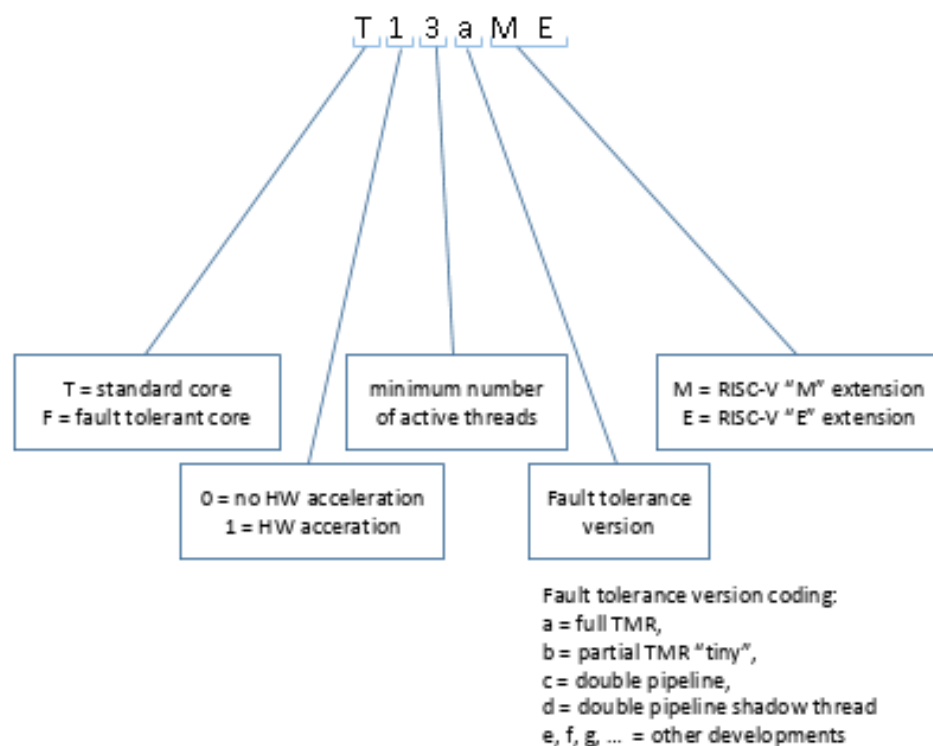 T 1 3 a M E
T = standard core
F = fault tolerant core
minimum number
of active threads
M = RISC-V “M” extension
E = RISC-V “E” extension
0 = no HW acceleration
1 = HW acceration
Fault tolerance
version
Fault tolerance version coding:
a = full TMR,
b = partial TMR “tiny”,
c = double pipeline,
d = double pipeline shadow thread
e, f, g, ... = other developments